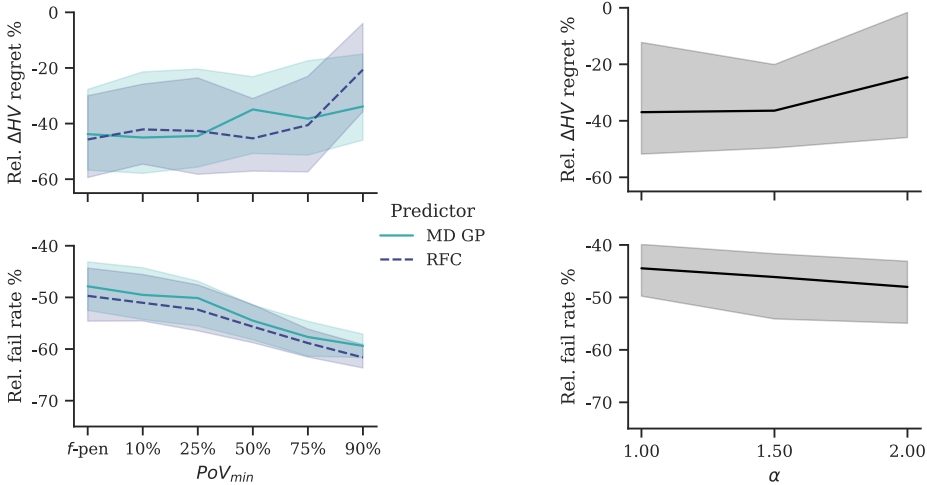 0
-20
-40
-60
Rel. ΔHV regret %
-40
-50
-60
-70
Rel. fail rate %
f-pen 10% 25% 50% 75% 90%
PoV_min
Predictor
MD GP
RFC
0
-20
-40
-60
Rel. ΔHV regret %
-40
-50
-60
-70
Rel. fail rate %
1.00 1.50 2.00
α